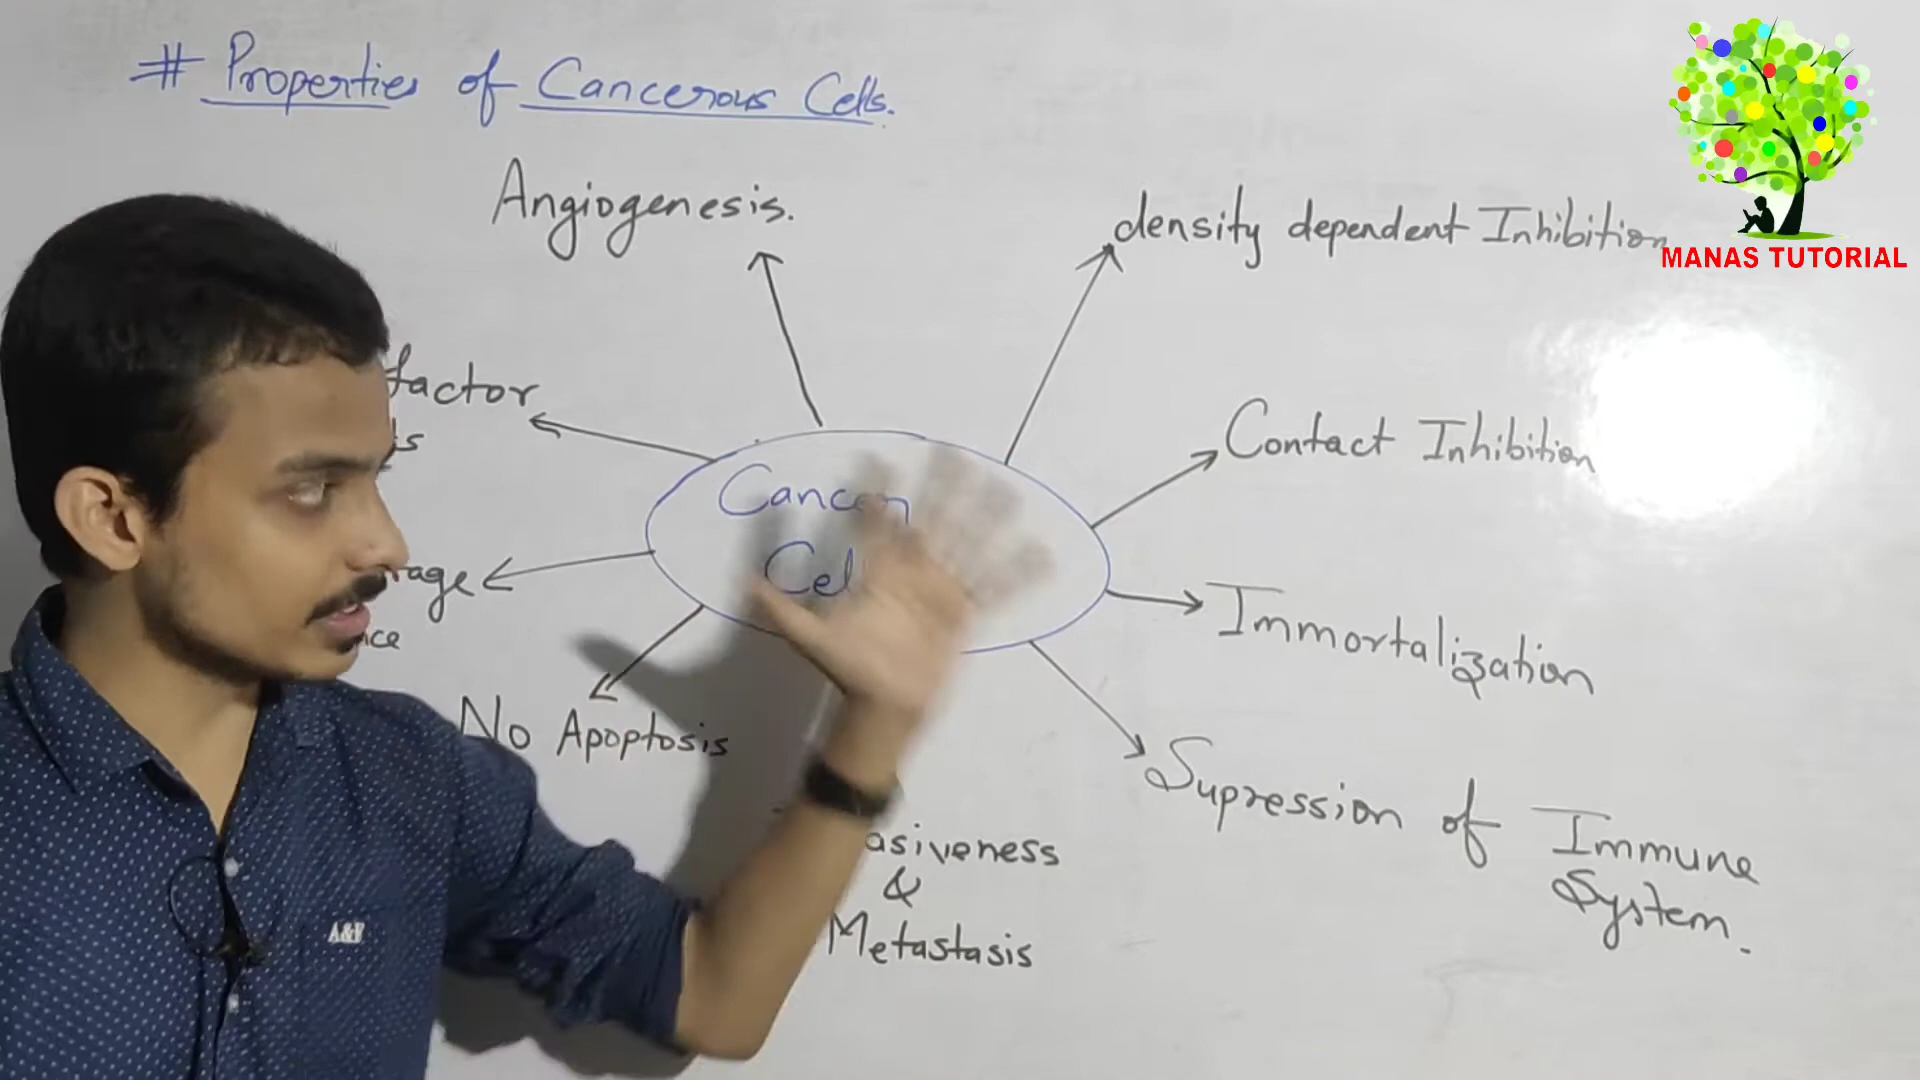 # Properties of Cancerous Cells.
Angiogenesis.
density dependent Inhibition
MANAS TUTORIAL
factor
Contact Inhibition
Cancer
Immortalization
No Apoptosis
Supression of Immune
System.
&
Metastasis
A&F